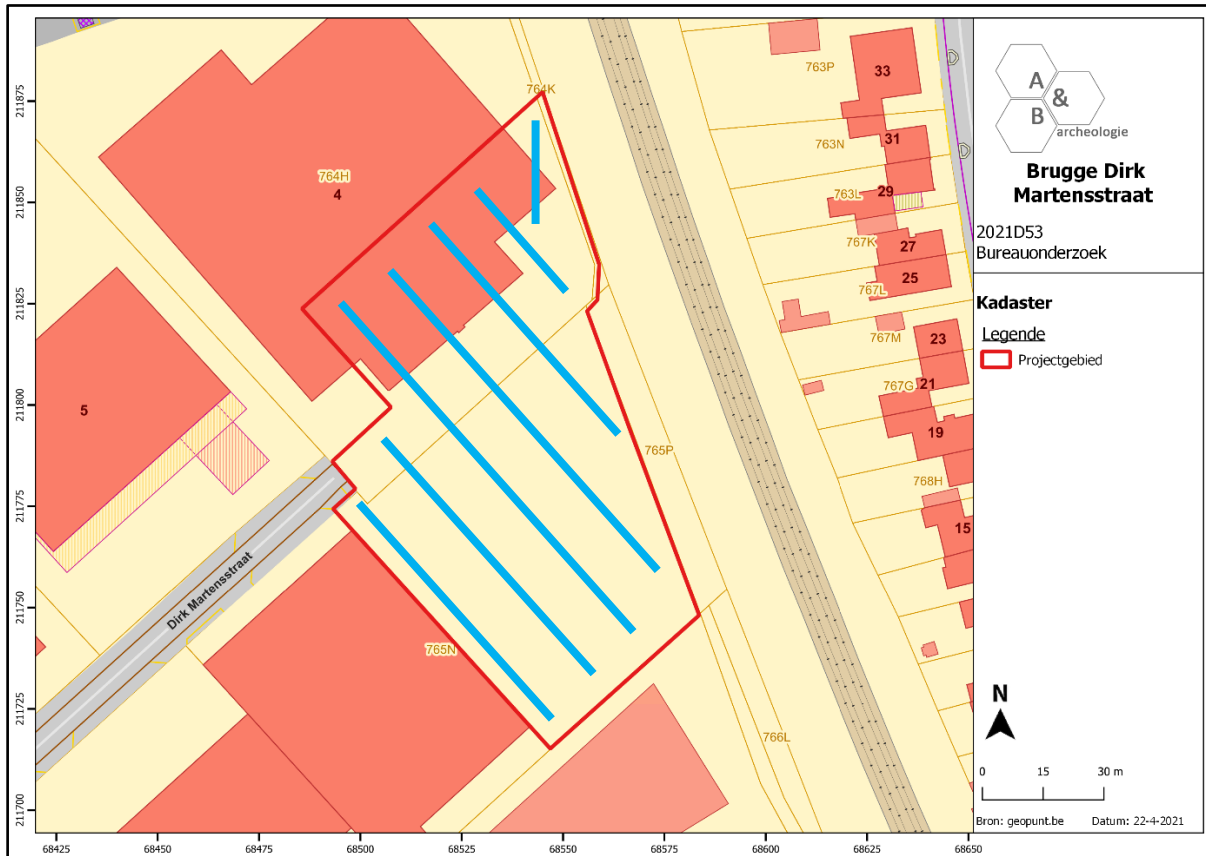 764K
764H
4
5
765P
765N
766L
Dirk Martensstraat
763P
33
763N
31
763L
29
767K
27
25
767L
767M
23
767G
21
19
768H
15
211875
211850
211825
211800
211775
211750
211725
211700
68425
68450
68475
68500
68525
68550
68575
68600
68625
68650
A
&
B
archeologie
Brugge Dirk
Martensstraat
2021D53
Bureauonderzoek
Kadaster
Legende
Projectgebied
N
0 15 30 m
Bron: geopunt.be Datum: 22-4-2021